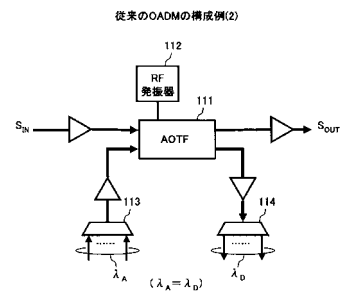 従来のOADMの構成例(2)
112
RF
発振器
111
S_IN
AOTF
S_OUT
113
114
......
......
λ_A
(λ_A=λ_D)
λ_D